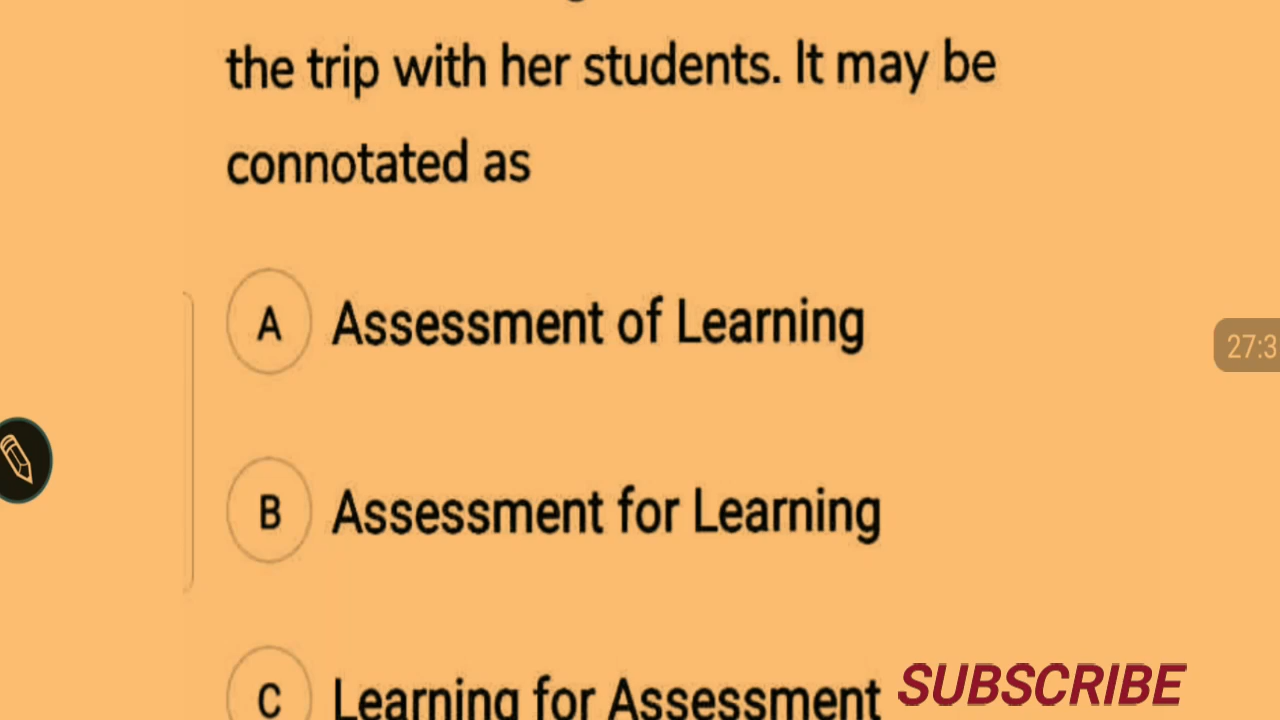 the trip with her students. It may be
connotated as
A Assessment of Learning
27:3
B Assessment for Learning
C Learning for Assessment
SUBSCRIBE